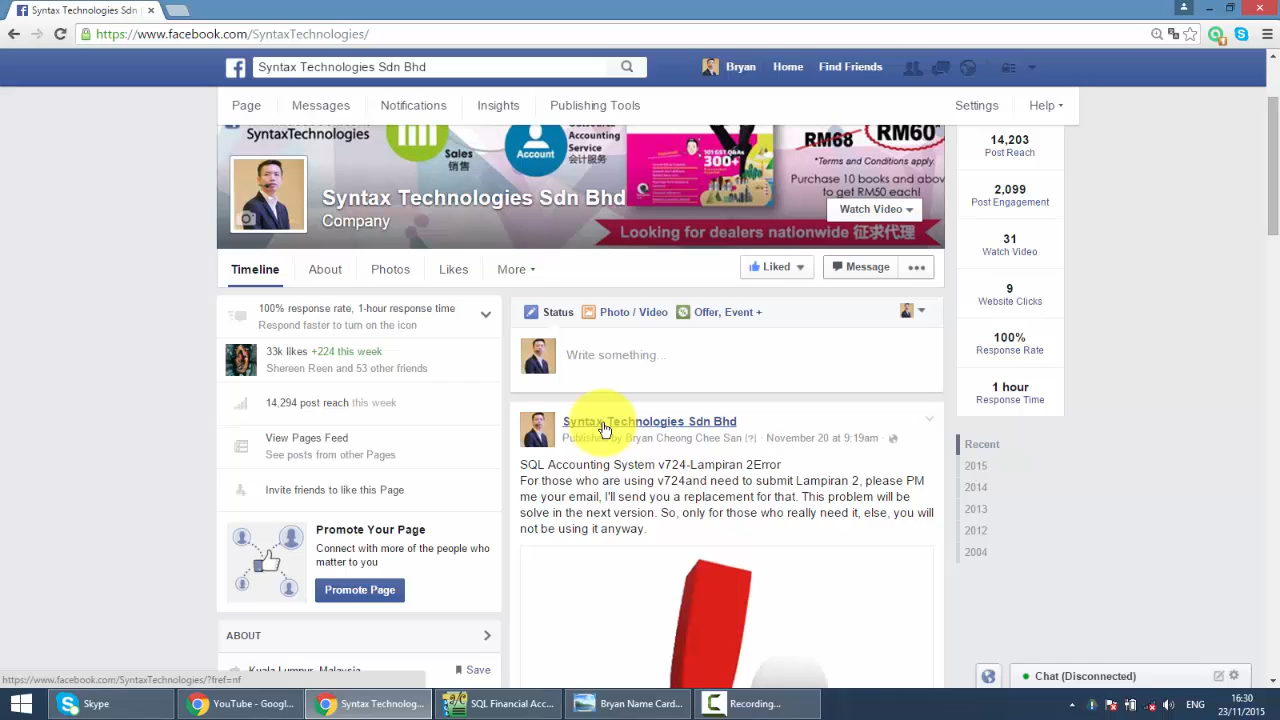 Syntax Technologies Sdn
https://www.facebook.com/SyntaxTechnologies/
Syntax Technologies Sdn Bhd
Bryan Home Find Friends
Page Messages Notifications Insights Publishing Tools Settings Help
SyntaxTechnologies
Sales
销售
Account
Accounting
Service
会计服务
101 GST Q&As
300+
RM68
RM60
*Terms and Conditions apply.
Purchase 10 books and above
to get RM50 each!
Syntax Technologies Sdn Bhd
Company
Watch Video
Looking for dealers nationwide 征求代理
Timeline About Photos Likes More
Liked Message
14,203
Post Reach
2,099
Post Engagement
31
Watch Video
9
Website Clicks
100%
Response Rate
1 hour
Response Time
Recent
2015
2014
2013
2012
2004
100% response rate, 1-hour response time
Respond faster to turn on the icon
33k likes +224 this week
Shereen Reen and 53 other friends
14,294 post reach this week
View Pages Feed
See posts from other Pages
Invite friends to like this Page
Promote Your Page
Connect with more of the people who
matter to you
Promote Page
ABOUT
Kuala Lumpur, Malaysia
Save
Status Photo / Video Offer, Event +
Write something...
Syntax Technologies Sdn Bhd
Published by Bryan Cheong Chee San [?] · November 20 at 9:19am ·
SQL Accounting System v724-Lampiran 2Error
For those who are using v724and need to submit Lampiran 2, please PM
me your email, I'll send you a replacement for that. This problem will be
solve in the next version. So, only for those who really need it, else, you will
not be using it anyway.
Chat (Disconnected)
https://www.facebook.com/SyntaxTechnologies/?fref=nf
Skype
YouTube - Googl...
Syntax Technolog...
SQL Financial Acc...
Bryan Name Card...
Recording...
ENG
16:30
23/11/2015